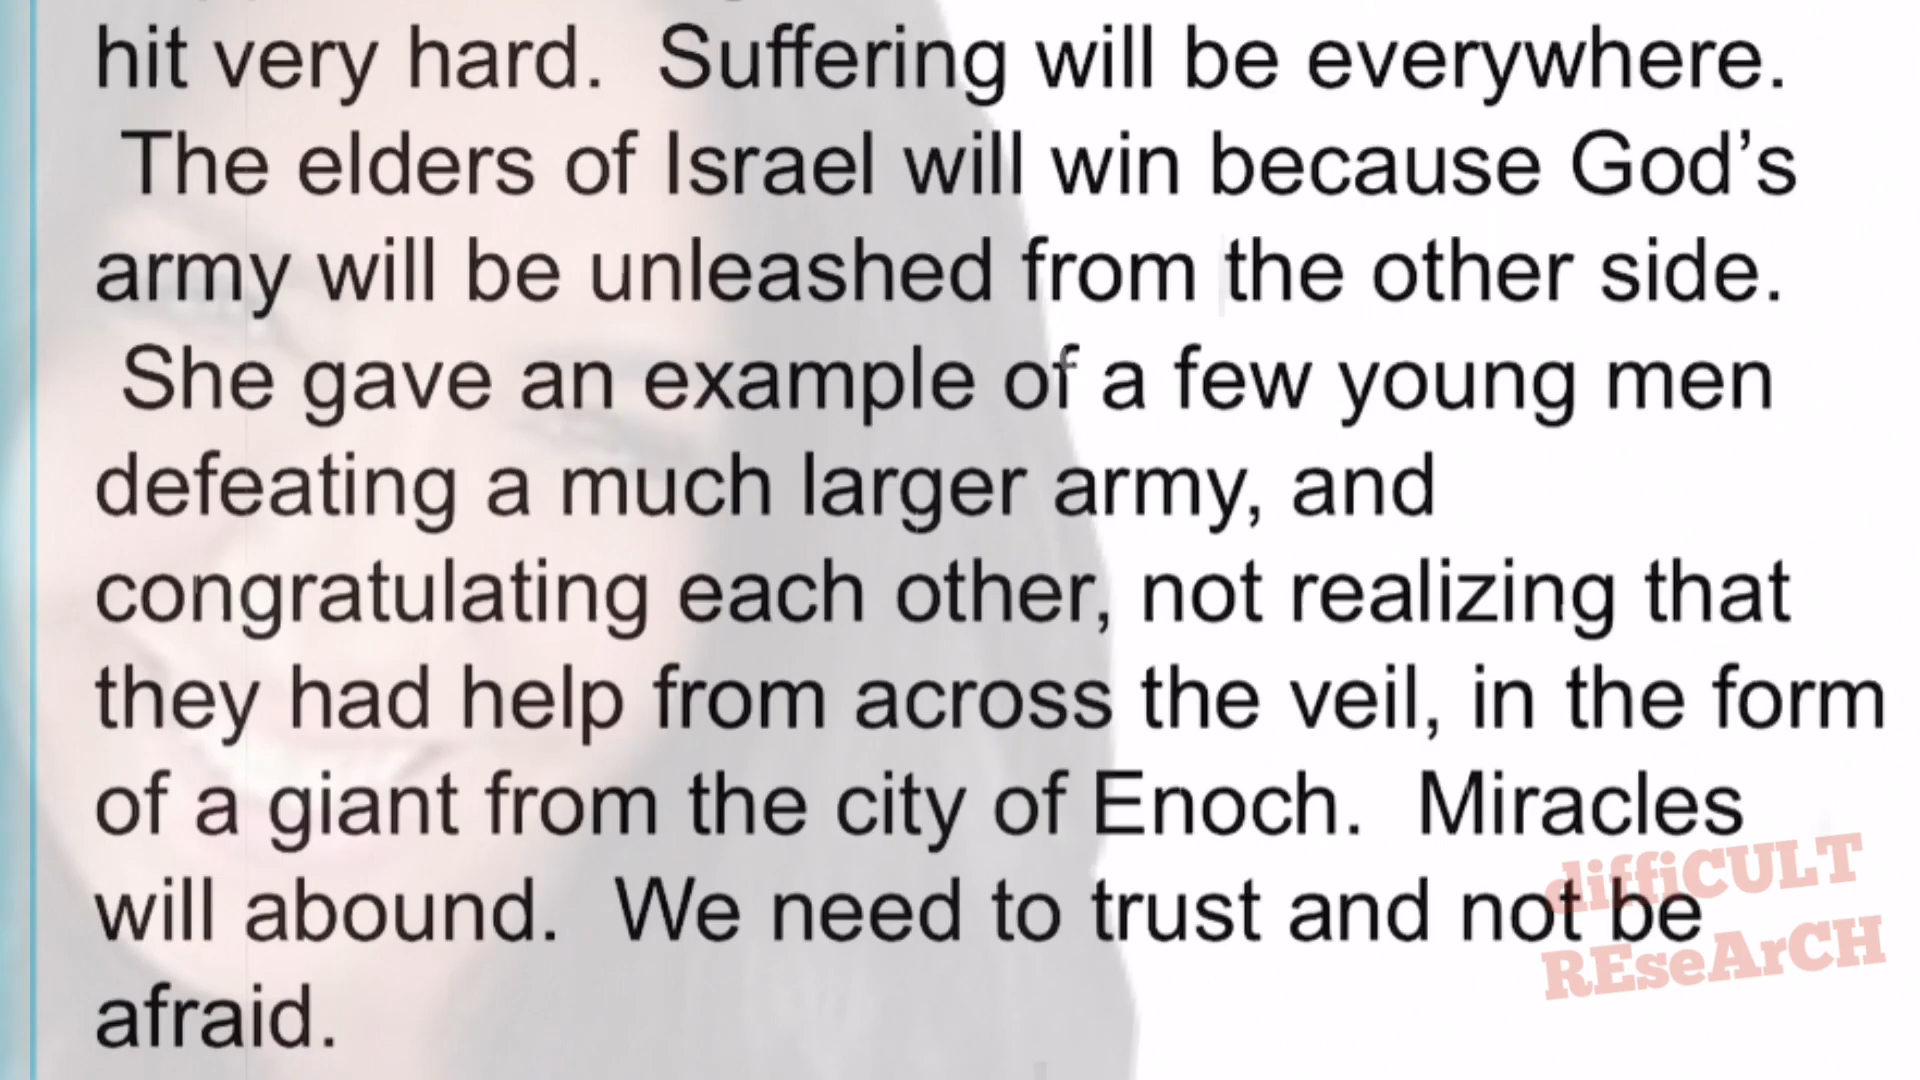 hit very hard.  Suffering will be everywhere.
The elders of Israel will win because God’s
army will be unleashed from the other side.
She gave an example of a few young men
defeating a much larger army, and
congratulating each other, not realizing that
they had help from across the veil, in the form
of a giant from the city of Enoch.  Miracles
will abound.  We need to trust and not be
afraid.
diffiCULT
REseArCH